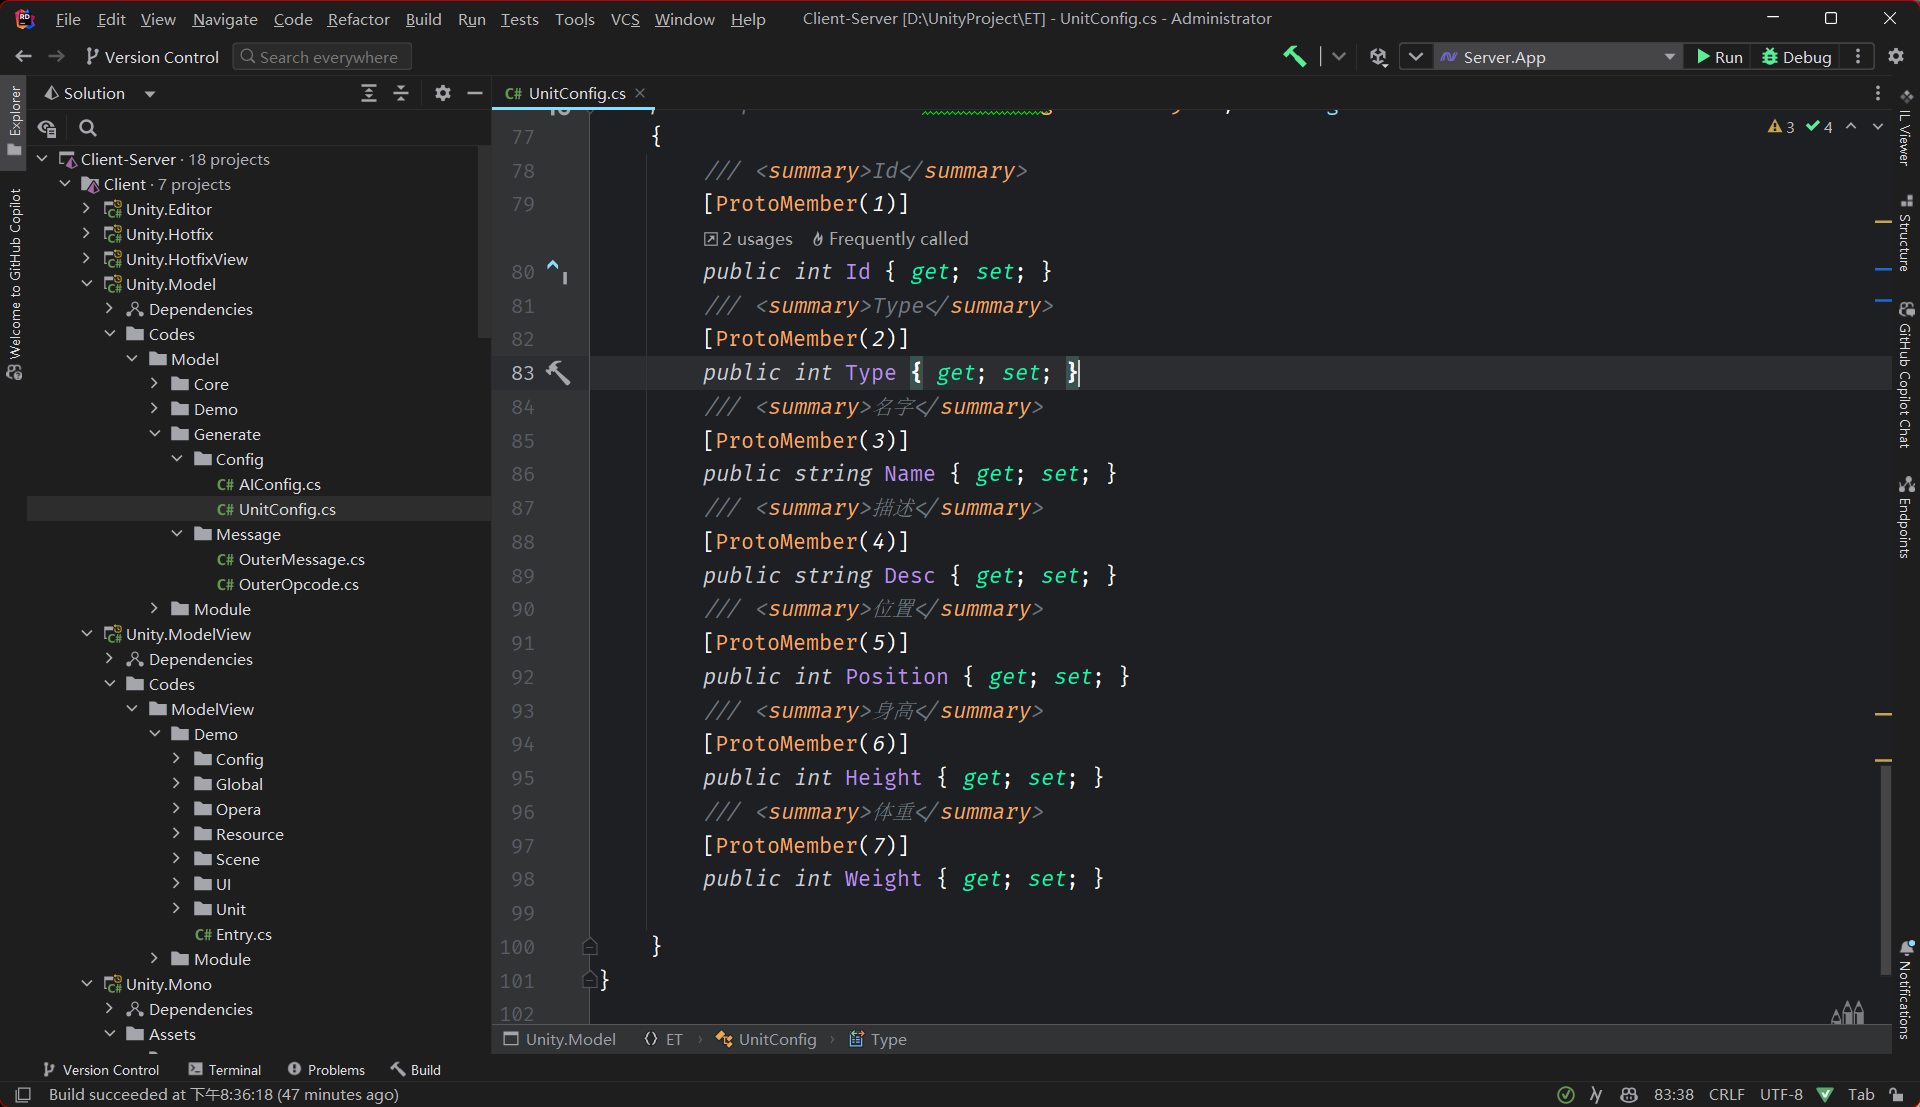 File Edit View Navigate Code Refactor Build Run Tests Tools VCS Window Help Client-Server [D:\UnityProject\ET] - UnitConfig.cs - Administrator
Version Control Search everywhere Server.App Run Debug
Solution
UnitConfig.cs
Client-Server · 18 projects
Client · 7 projects
Unity.Editor
Unity.Hotfix
Unity.HotfixView
Unity.Model
Dependencies
Codes
Model
Core
Demo
Generate
Config
AIConfig.cs
UnitConfig.cs
Message
OuterMessage.cs
OuterOpcode.cs
Module
Unity.ModelView
Dependencies
Codes
ModelView
Demo
Config
Global
Opera
Resource
Scene
UI
Unit
Entry.cs
Module
Unity.Mono
Dependencies
Assets
Explorer
Welcome to GitHub Copilot
3 4
77 {
78 /// <summary>Id</summary>
79 [ProtoMember(1)]
2 usages Frequently called
80 public int Id { get; set; }
81 /// <summary>Type</summary>
82 [ProtoMember(2)]
83 public int Type { get; set; }
84 /// <summary>名字</summary>
85 [ProtoMember(3)]
86 public string Name { get; set; }
87 /// <summary>描述</summary>
88 [ProtoMember(4)]
89 public string Desc { get; set; }
90 /// <summary>位置</summary>
91 [ProtoMember(5)]
92 public int Position { get; set; }
93 /// <summary>身高</summary>
94 [ProtoMember(6)]
95 public int Height { get; set; }
96 /// <summary>体重</summary>
97 [ProtoMember(7)]
98 public int Weight { get; set; }
99
100 }
101 }
102
IL Viewer
Structure
GitHub Copilot Chat
Endpoints
Notifications
Unity.Model ET UnitConfig Type
Version Control Terminal Problems Build
Build succeeded at 下午8:36:18 (47 minutes ago) 83:38 CRLF UTF-8 Tab